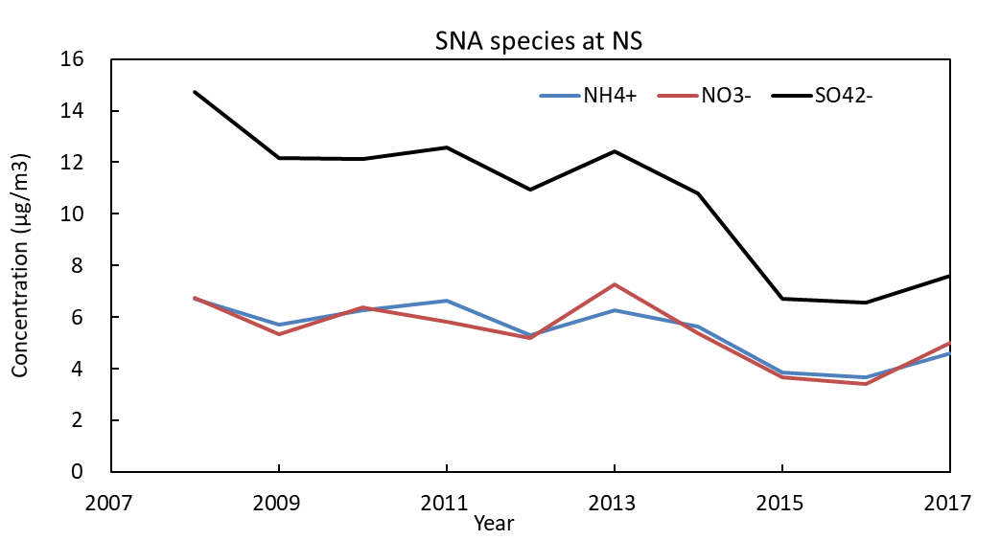 SNA species at NS
16
14
12
10
8
6
4
2
0
Concentration (µg/m3)
NH4+ NO3- SO42-
2007 2009 2011 2013 2015 2017
Year